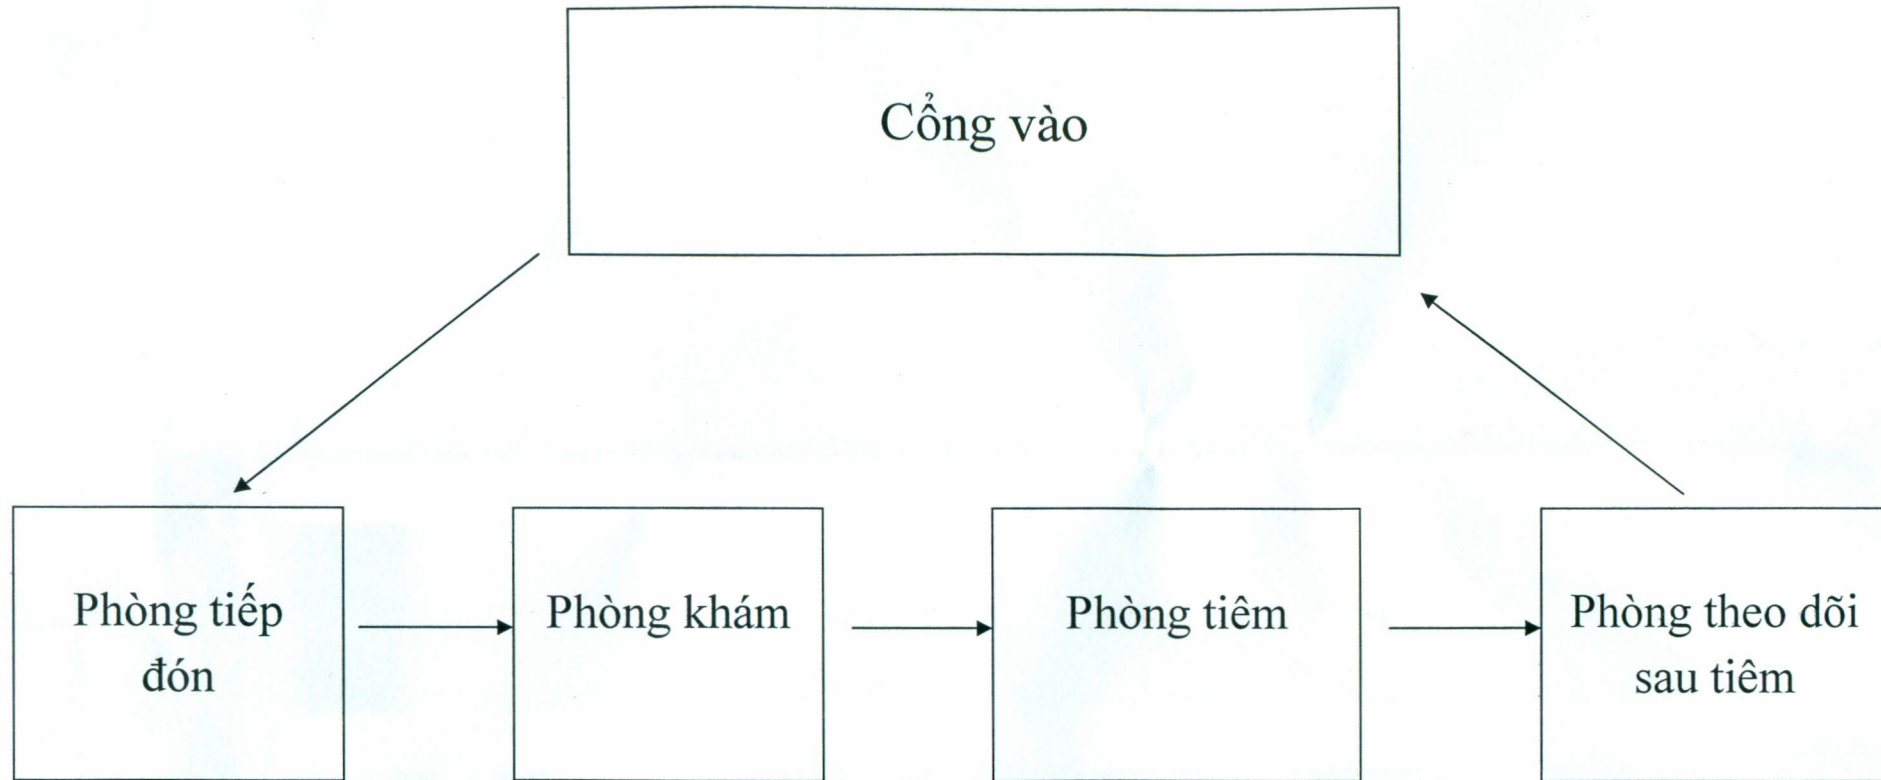 Cổng vào
Phòng tiếp
đón
Phòng khám
Phòng tiêm
Phòng theo dõi
sau tiêm